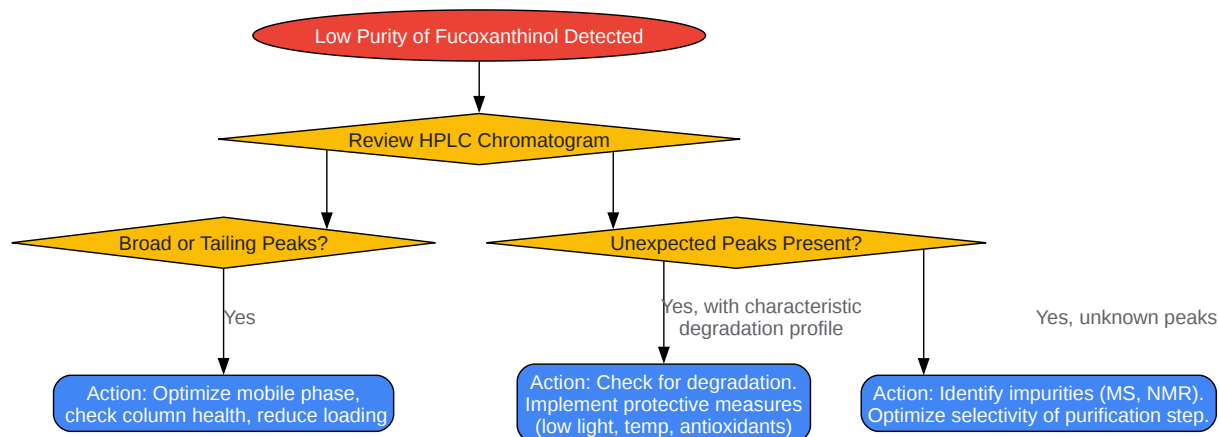 Low Purity of Fucoxanthinol Detected
Review HPLC Chromatogram
Broad or Tailing Peaks?
Unexpected Peaks Present?
Yes
Yes, with characteristic
degradation profile
Yes, unknown peaks
Action: Optimize mobile phase,
check column health, reduce loading
Action: Check for degradation.
Implement protective measures
(low light, temp, antioxidants)
Action: Identify impurities (MS, NMR).
Optimize selectivity of purification step.